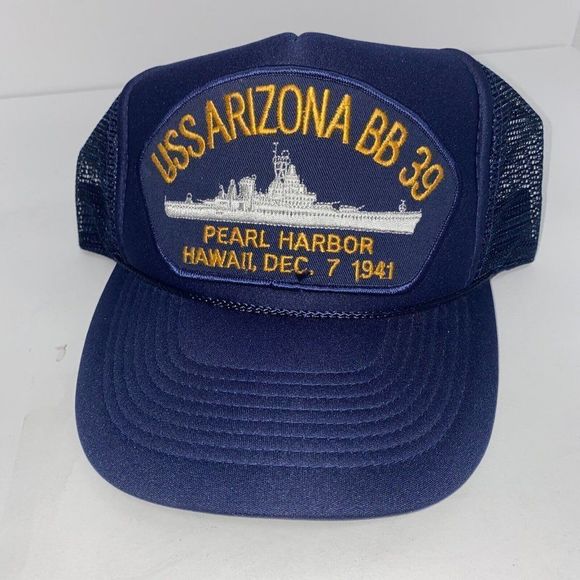 USS ARIZONA BB 39
PEARL HARBOR
HAWAII, DEC. 7 1941